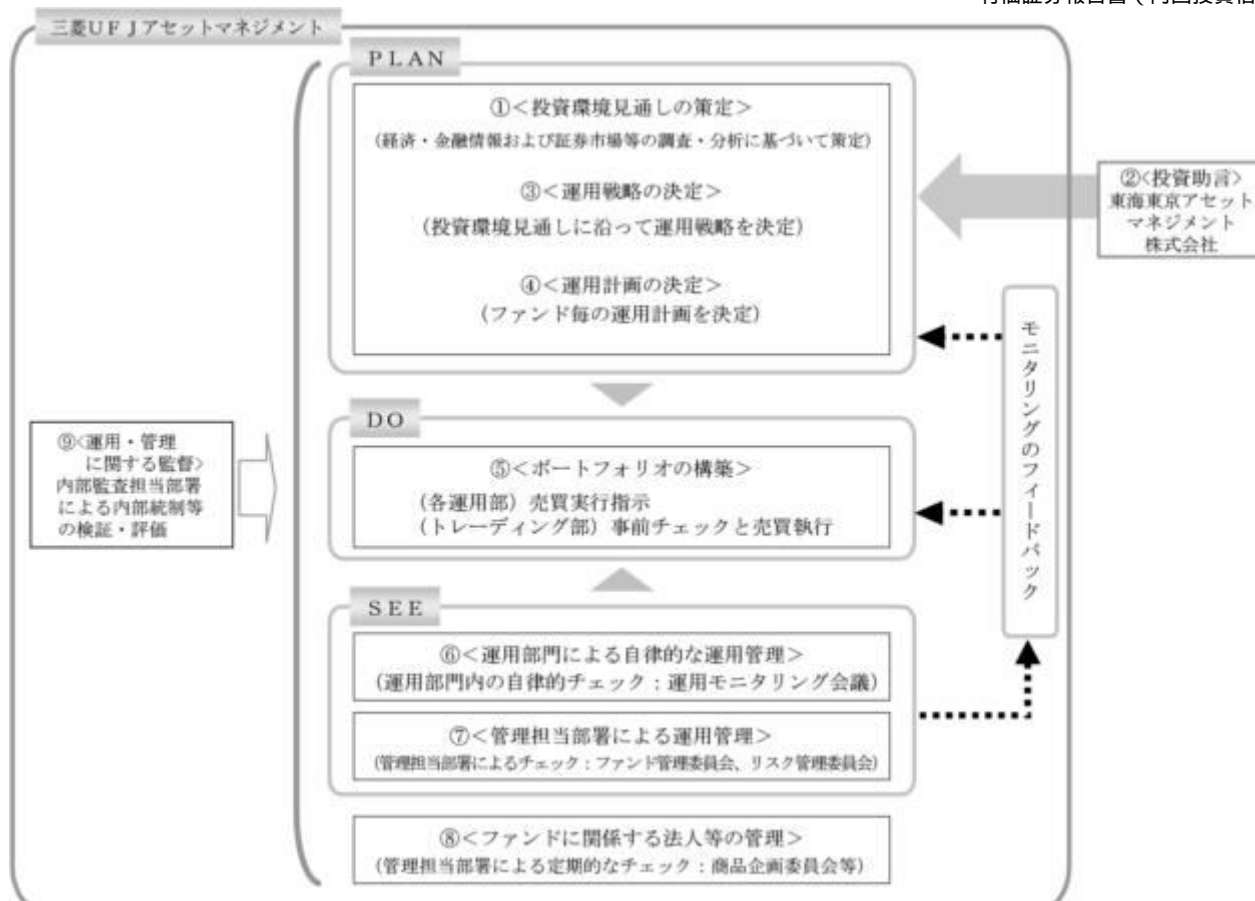 三菱UFJアセットマネジメント
PLAN
①<投資環境見通しの策定>
(経済・金融情報および証券市場等の調査・分析に基づいて策定)
③<運用戦略の決定>
(投資環境見通しに沿って運用戦略を決定)
④<運用計画の決定>
(ファンド毎の運用計画を決定)
②<投資助言>
東海東京アセット
マネジメント
株式会社
モニタリングのフィードバック
DO
⑤<ポートフォリオの構築>
(各運用部)売買実行指示
(トレーディング部)事前チェックと売買執行
⑨<運用・管理
に関する監督>
内部監査担当部署
による内部統制等
の検証・評価
SEE
⑥<運用部門による自律的な運用管理>
(運用部門内の自律的チェック:運用モニタリング会議)
⑦<管理担当部署による運用管理>
(管理担当部署によるチェック:ファンド管理委員会、リスク管理委員会)
⑧<ファンドに関係する法人等の管理>
(管理担当部署による定期的なチェック:商品企画委員会等)